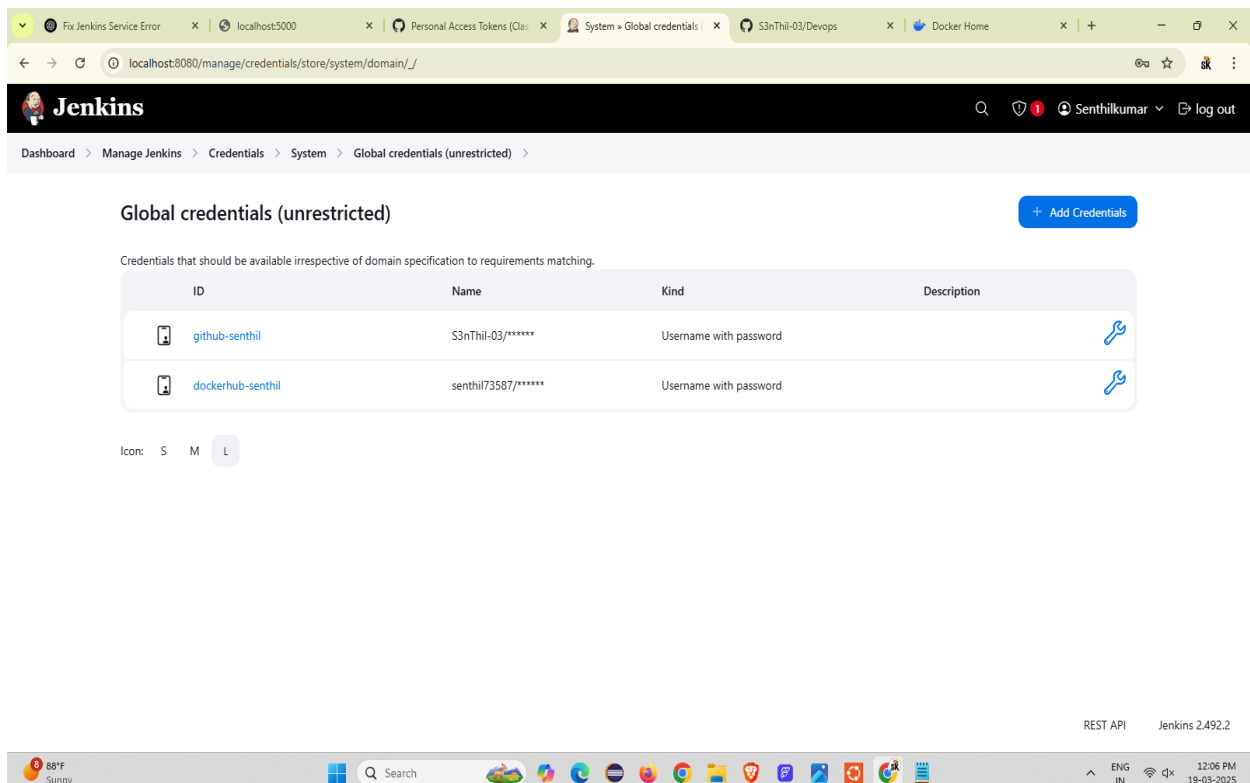 Fix Jenkins Service Error
localhost:5000
Personal Access Tokens (Clas
System » Global credentials (
S3nThil-03/Devops
Docker Home
localhost:8080/manage/credentials/store/system/domain/_/
sk
Jenkins
1
Senthilkumar
log out
Dashboard > Manage Jenkins > Credentials > System > Global credentials (unrestricted) >
Global credentials (unrestricted)
+ Add Credentials
Credentials that should be available irrespective of domain specification to requirements matching.
ID Name Kind Description
github-senthil S3nThil-03/****** Username with password
dockerhub-senthil senthil73587/****** Username with password
Icon: S M L
REST API Jenkins 2.492.2
8
88°F
Sunny
Search
sk
ENG
IN
12:06 PM
19-03-2025